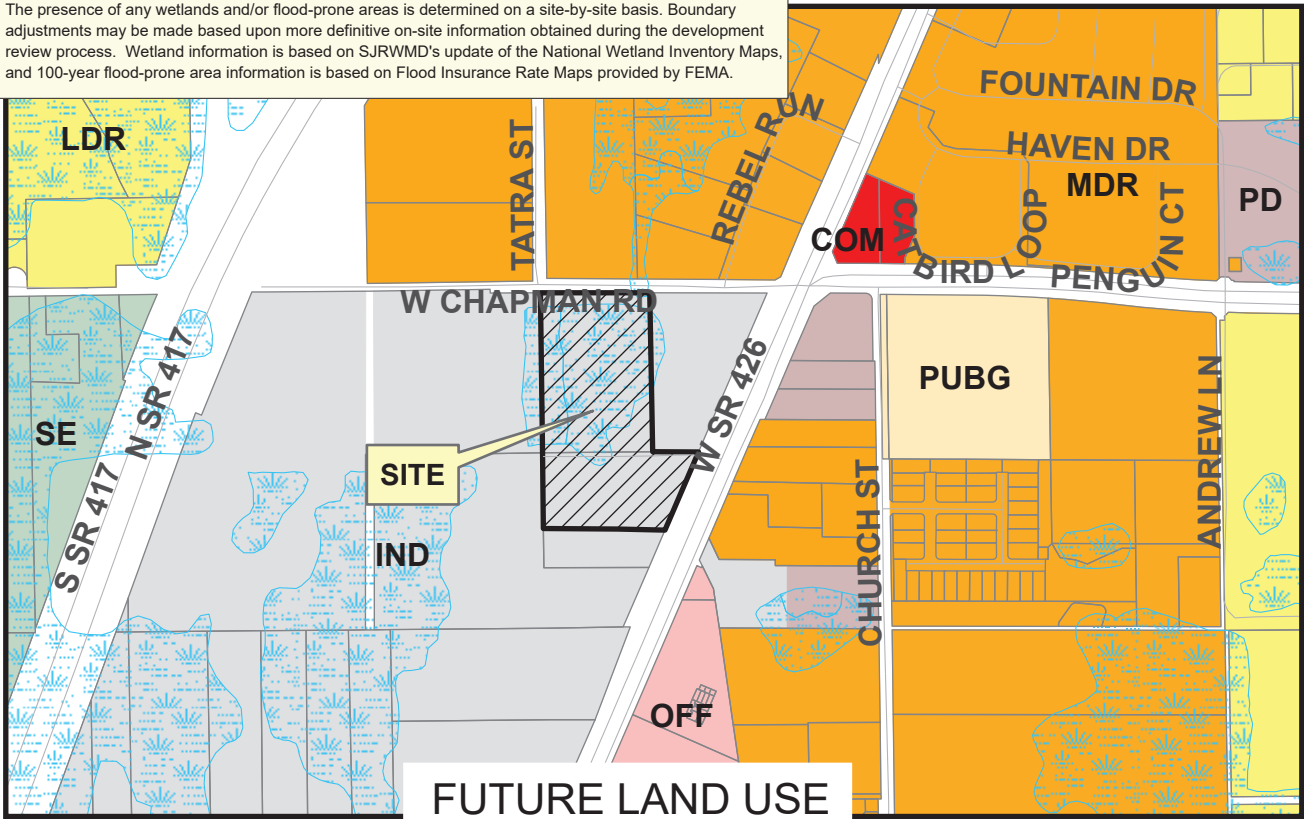 The presence of any wetlands and/or flood-prone areas is determined on a site-by-site basis. Boundary
adjustments may be made based upon more definitive on-site information obtained during the development
review process. Wetland information is based on SJRWMD's update of the National Wetland Inventory Maps,
and 100-year flood-prone area information is based on Flood Insurance Rate Maps provided by FEMA.
LDR
TATRA ST
REBEL RUN
FOUNTAIN DR
HAVEN DR
MDR
PD
COM
CATBIRD LOOP
PENGUIN CT
W CHAPMAN RD
N SR 417
S SR 417
SE
W SR 426
PUBG
ANDREW LN
SITE
IND
CHURCH ST
OFF
FUTURE LAND USE